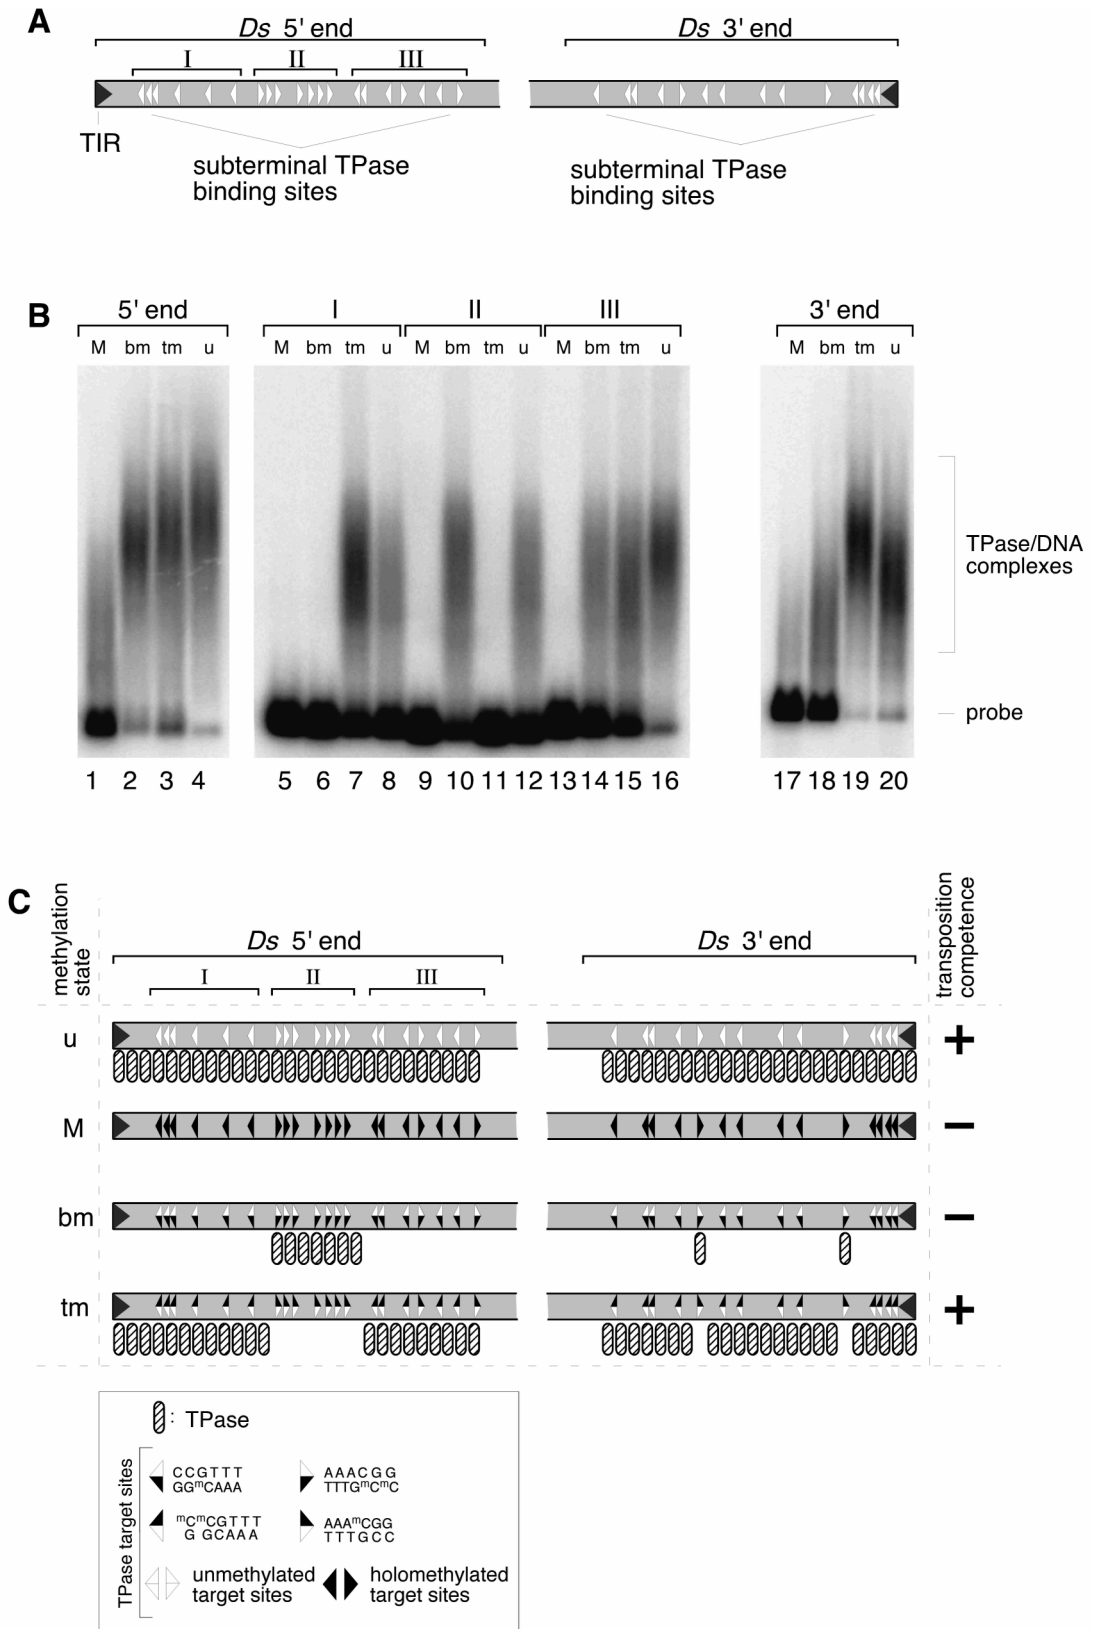 A
Ds 5' end
Ds 3' end
I II III
TIR
subterminal TPase
binding sites
subterminal TPase
binding sites
B
5' end I II III 3' end
M bm tm u M bm tm u M bm tm u M bm tm u M bm tm u
TPase/DNA
complexes
probe
1 2 3 4 5 6 7 8 9 10 11 12 13 14 15 16 17 18 19 20
C
methylation
state
Ds 5' end
Ds 3' end
transposition
competence
I II III
u +
M −
bm −
tm +
: TPase
TPase target sites
CCGTTT
GGmCAAA
AAACGG
TTTGmCmC
mCmCGTTT
G GCAAA
AAAmCGG
TTTGCC
unmethylated
target sites
holomethylated
target sites